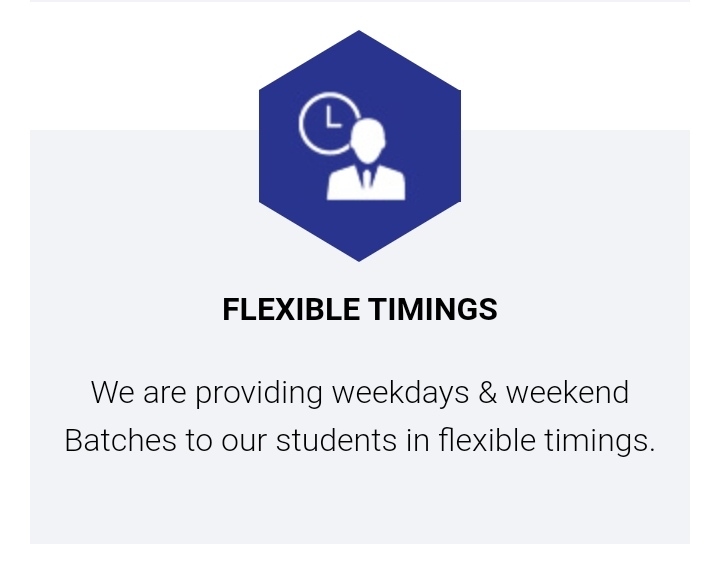 FLEXIBLE TIMINGS
We are providing weekdays & weekend
Batches to our students in flexible timings.